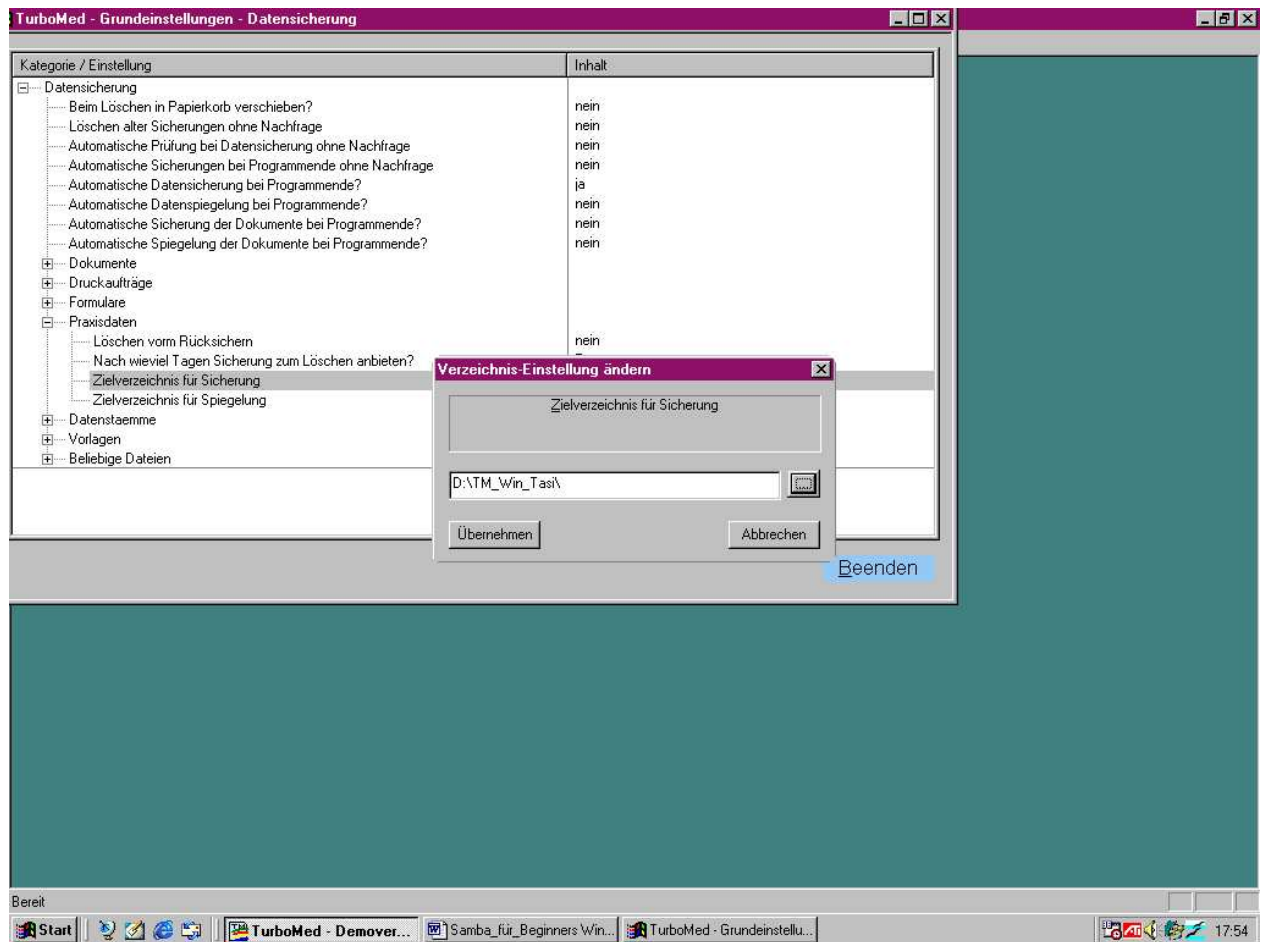 TurboMed - Grundeinstellungen - Datensicherung
Kategorie / Einstellung Inhalt
Datensicherung
Beim Löschen in Papierkorb verschieben? nein
Löschen alter Sicherungen ohne Nachfrage nein
Automatische Prüfung bei Datensicherung ohne Nachfrage nein
Automatische Sicherungen bei Programmende ohne Nachfrage nein
Automatische Datensicherung bei Programmende? ja
Automatische Datenspiegelung bei Programmende? nein
Automatische Sicherung der Dokumente bei Programmende? nein
Automatische Spiegelung der Dokumente bei Programmende? nein
Dokumente
Druckaufträge
Formulare
Praxisdaten
Löschen vorm Rücksichern nein
Nach wieviel Tagen Sicherung zum Löschen anbieten?
Zielverzeichnis für Sicherung
Zielverzeichnis für Spiegelung
Datenstaemme
Vorlagen
Beliebige Dateien
Verzeichnis-Einstellung ändern
Zielverzeichnis für Sicherung
D:\TM_Win_Tasi\
...
Übernehmen Abbrechen
Beenden
Bereit
Start TurboMed - Demover... Samba_für_Beginners Win... TurboMed - Grundeinstellu... 17:54